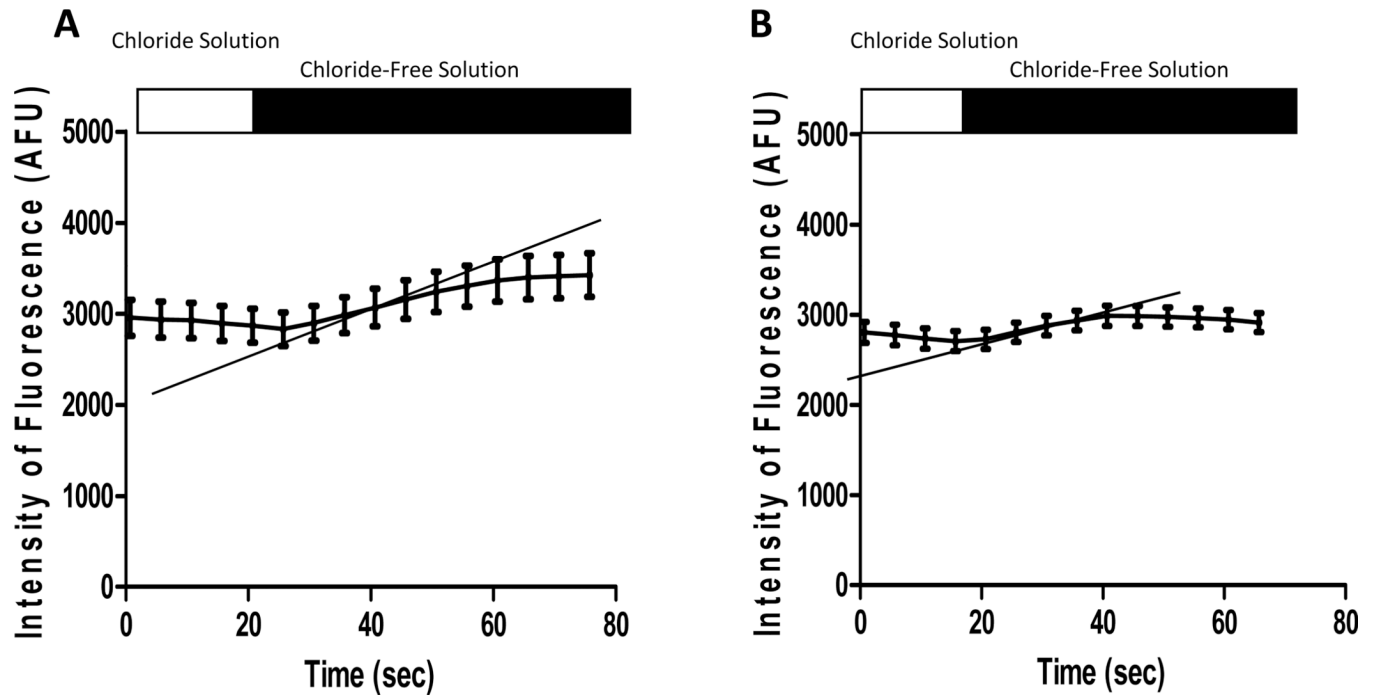 A
Chloride Solution
Chloride-Free Solution
Intensity of Fluorescence (AFU)
5000
4000
3000
2000
1000
0
0 20 40 60 80
Time (sec)
B
Chloride Solution
Chloride-Free Solution
Intensity of Fluorescence (AFU)
5000
4000
3000
2000
1000
0
0 20 40 60 80
Time (sec)